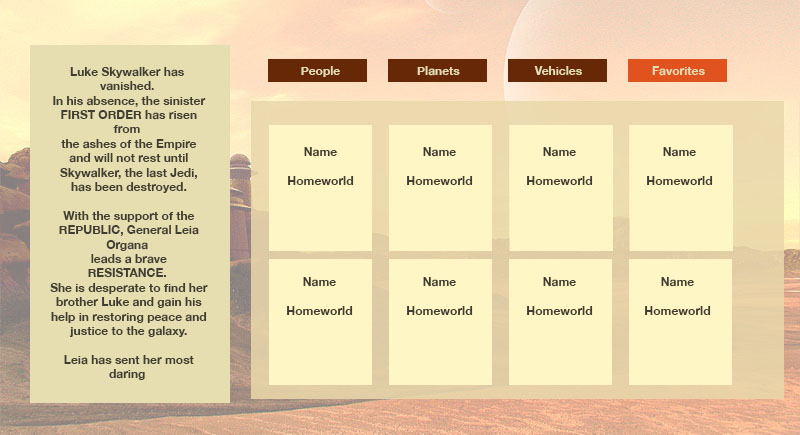 Luke Skywalker has
vanished.
In his absence, the sinister
FIRST ORDER has risen
from
the ashes of the Empire
and will not rest until
Skywalker, the last Jedi,
has been destroyed.
With the support of the
REPUBLIC, General Leia
Organa
leads a brave
RESISTANCE.
She is desperate to find her
brother Luke and gain his
help in restoring peace and
justice to the galaxy.
Leia has sent her most
daring
People
Planets
Vehicles
Favorites
Name
Homeworld
Name
Homeworld
Name
Homeworld
Name
Homeworld
Name
Homeworld
Name
Homeworld
Name
Homeworld
Name
Homeworld